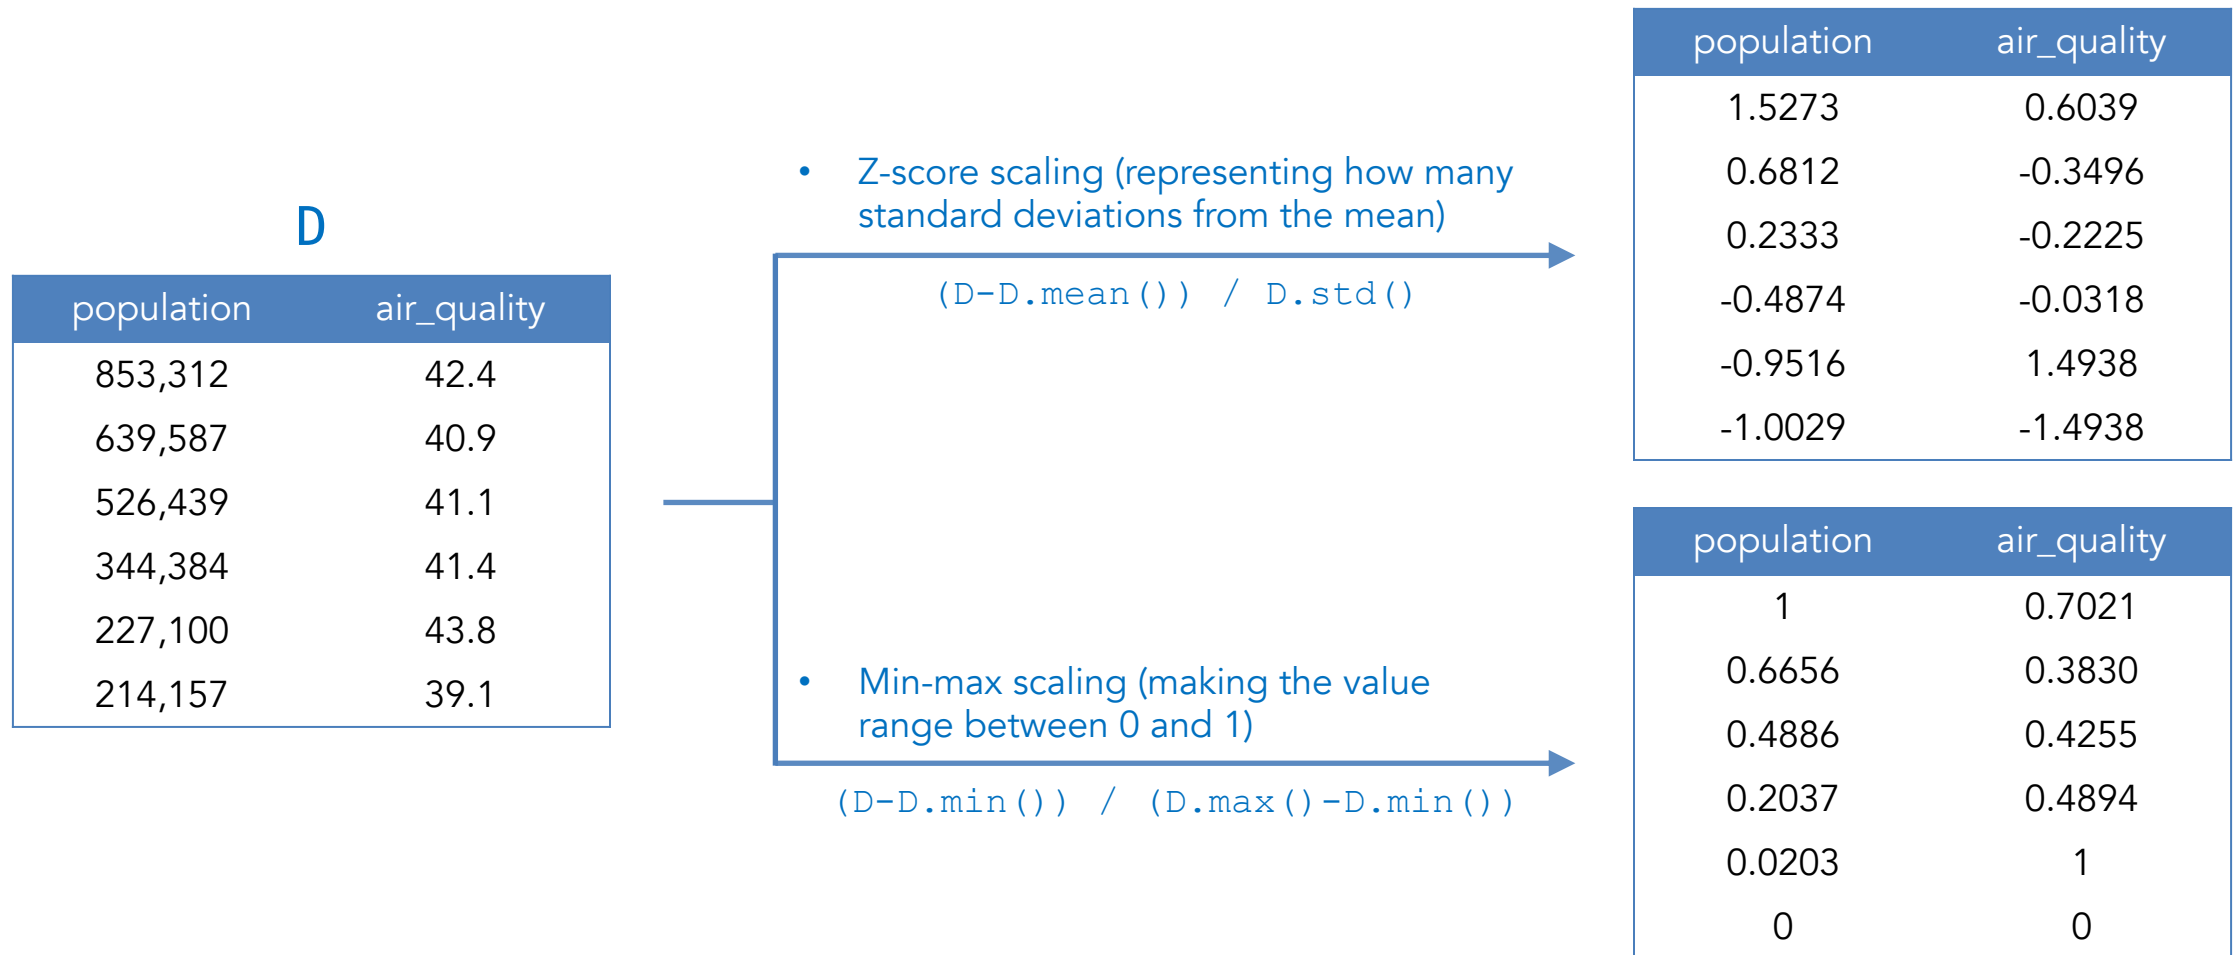 D
population air_quality
853,312 42.4
639,587 40.9
526,439 41.1
344,384 41.4
227,100 43.8
214,157 39.1
• Z-score scaling (representing how many
standard deviations from the mean)
(D-D.mean()) / D.std()
• Min-max scaling (making the value
range between 0 and 1)
(D-D.min()) / (D.max()-D.min())
population air_quality
1.5273 0.6039
0.6812 -0.3496
0.2333 -0.2225
-0.4874 -0.0318
-0.9516 1.4938
-1.0029 -1.4938
population air_quality
1 0.7021
0.6656 0.3830
0.4886 0.4255
0.2037 0.4894
0.0203 1
0 0